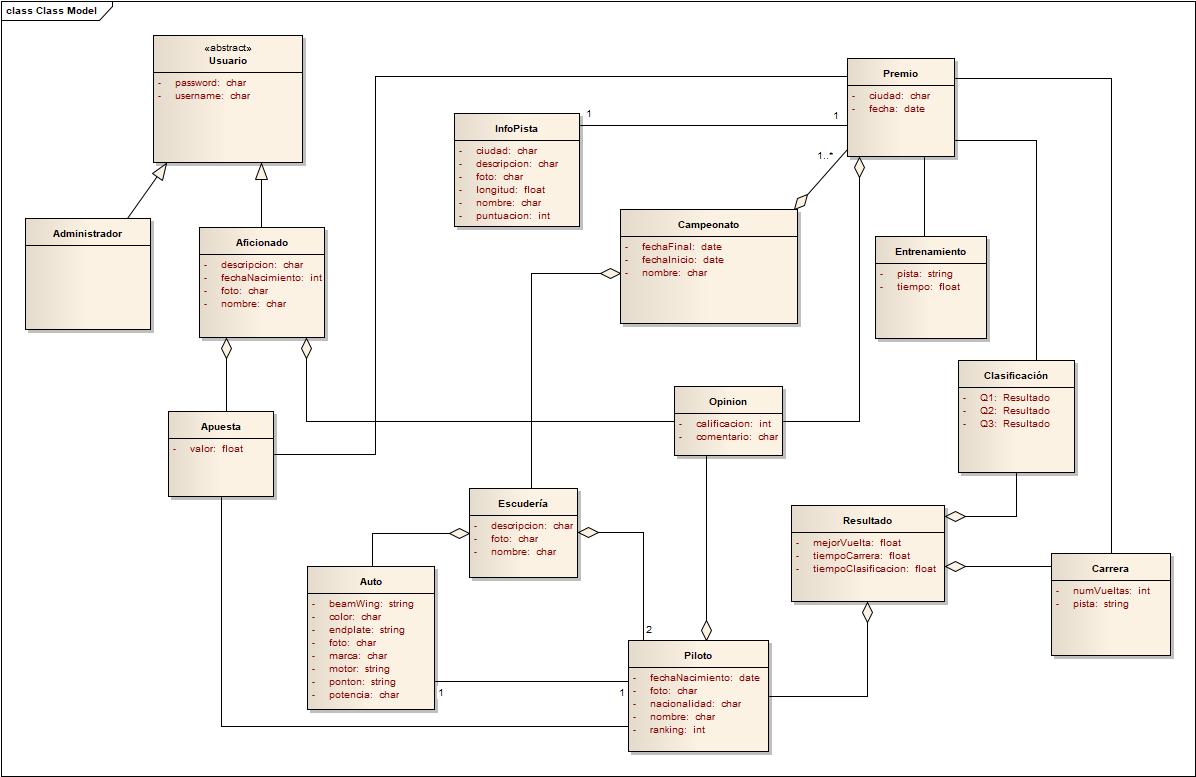 class Class Model
«abstract»
Usuario
- password: char
- username: char
Administrador
Aficionado
- descripcion: char
- fechaNacimiento: int
- foto: char
- nombre: char
InfoPista
- ciudad: char
- descripcion: char
- foto: char
- longitud: float
- nombre: char
- puntuacion: int
1
1
Premio
- ciudad: char
- fecha: date
1..*
Campeonato
- fechaFinal: date
- fechaInicio: date
- nombre: char
Entrenamiento
- pista: string
- tiempo: float
Clasificación
- Q1: Resultado
- Q2: Resultado
- Q3: Resultado
Apuesta
- valor: float
Opinion
- calificacion: int
- comentario: char
Escudería
- descripcion: char
- foto: char
- nombre: char
Resultado
- mejorVuelta: float
- tiempoCarrera: float
- tiempoClasificacion: float
Carrera
- numVueltas: int
- pista: string
Auto
- beamWing: string
- color: char
- endplate: string
- foto: char
- marca: char
- motor: string
- ponton: string
- potencia: char
1
1
2
Piloto
- fechaNacimiento: date
- foto: char
- nacionalidad: char
- nombre: char
- ranking: int